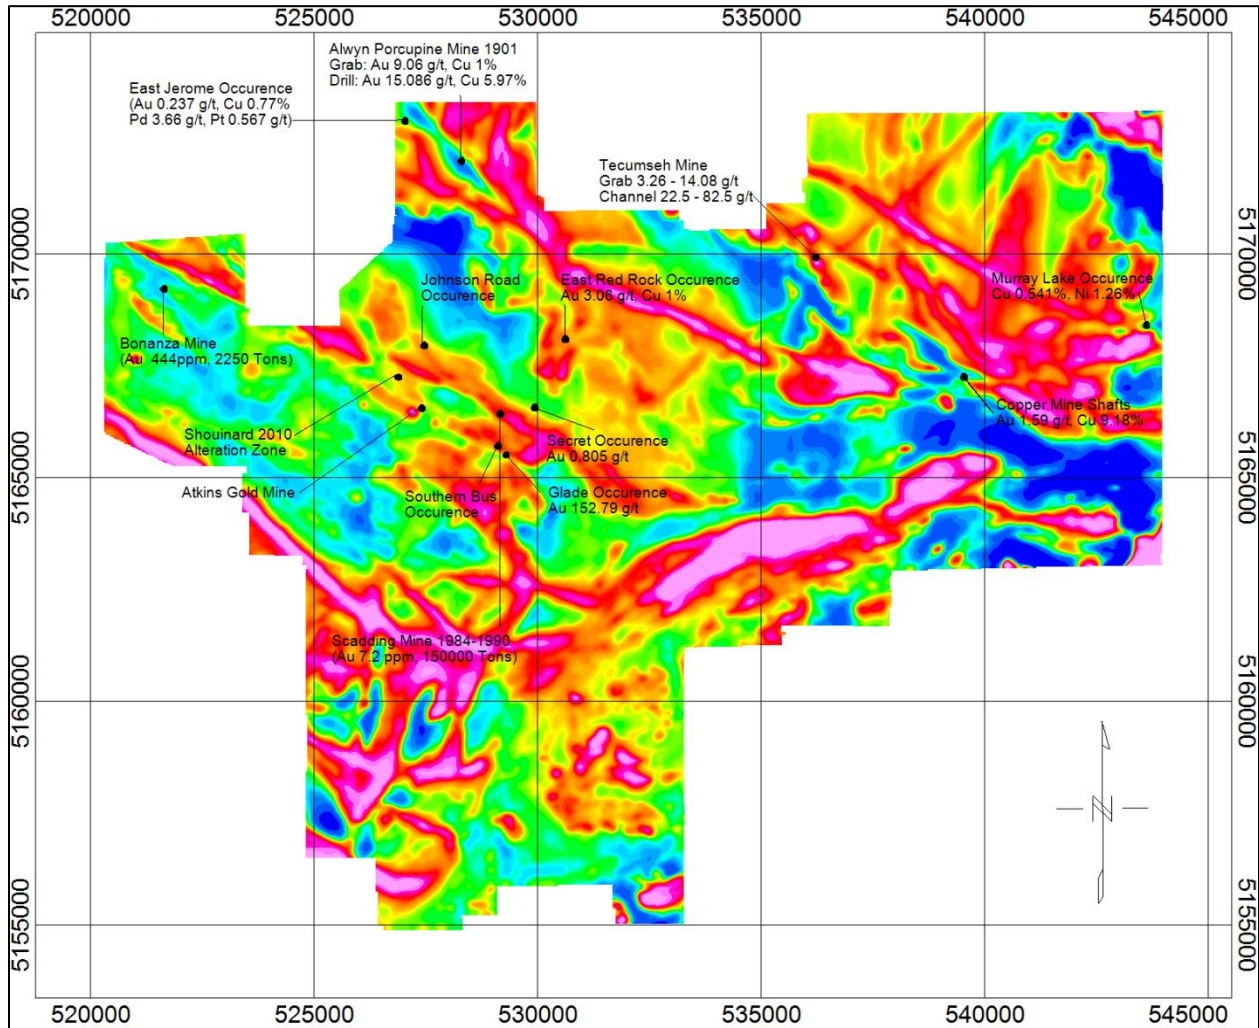 520000 525000 530000 535000 540000 545000
Alwyn Porcupine Mine 1901
Grab: Au 9.06 g/t, Cu 1%
Drill: Au 15.086 g/t, Cu 5.97%
East Jerome Occurence
(Au 0.237 g/t, Cu 0.77%
Pd 3.66 g/t, Pt 0.567 g/t)
Tecumseh Mine
Grab 3.26 - 14.08 g/t
Channel 22.5 - 82.5 g/t
5170000
5170000
Johnson Road
Occurence
East Red Rock Occurence
Au 3.06 g/t, Cu 1%
Murray Lake Occurence
Cu 0.541%, Ni 1.26%
Bonanza Mine
(Au 444ppm, 2250 Tons)
Copper Mine Shafts
Au 1.59 g/t, Cu 9.18%
Shouinard 2010
Alteration Zone
Secret Occurence
Au 0.805 g/t
Atkins Gold Mine
Southern Bus
Occurence
Glade Occurence
Au 152.79 g/t
5165000
5165000
Scadding Mine 1984-1990
(Au 7.2 ppm, 150000 Tons)
5160000
5160000
N
5155000
5155000
520000 525000 530000 535000 540000 545000